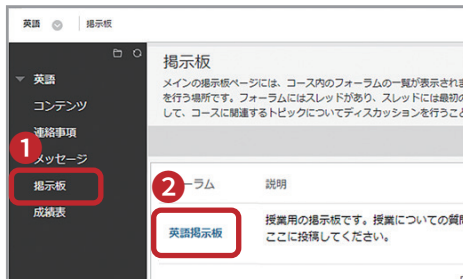 英語 掲示板
英語
コンテンツ
連絡事項
メッセージ
掲示板
成績表
1
掲示板
メインの掲示板ページには、コース内のフォーラムの一覧が表示されま
を行う場所です。フォーラムにはスレッドがあり、スレッドには最初の
して、コースに関連するトピックについてディスカッションを行うこと
2
ーラム 説明
英語掲示板
授業用の掲示板です。授業についての質問
ここに投稿してください。